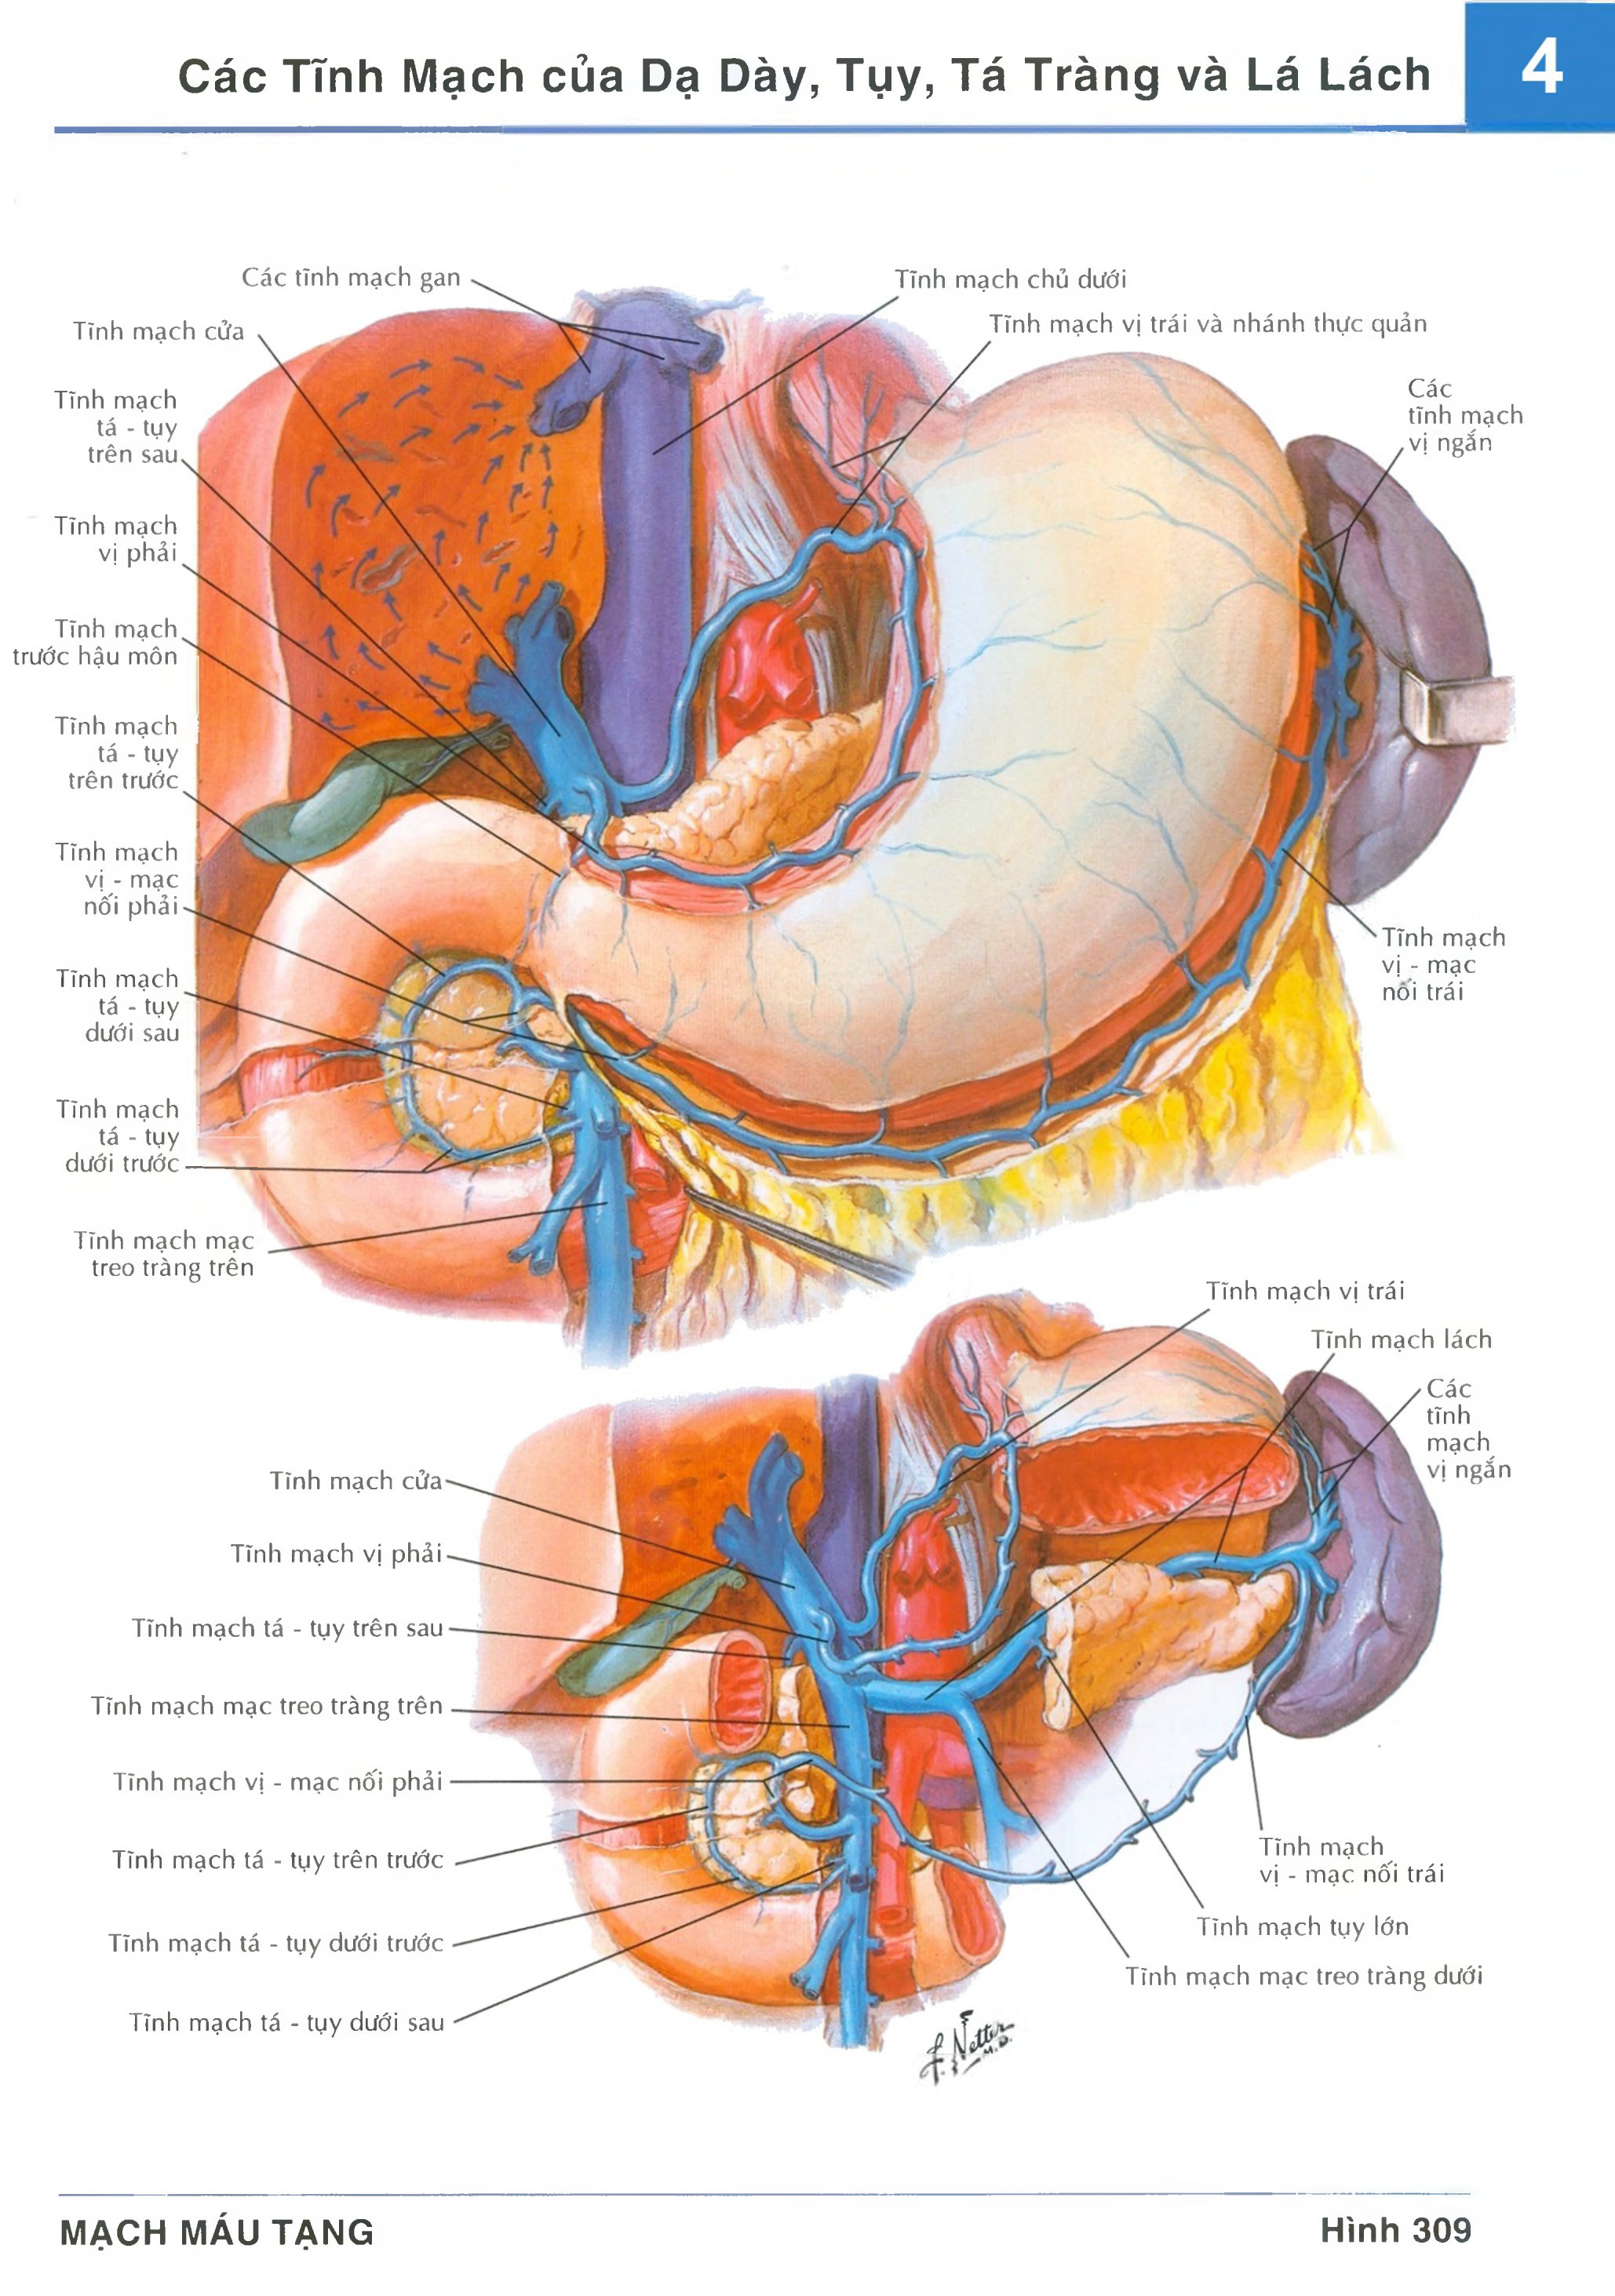 Các Tĩnh Mạch của Dạ Dày, Tụy, Tá Tràng và Lá Lách
4
Các tĩnh mạch gan
Tĩnh mạch cửa
Tĩnh mạch
tá - tụy
trên sau
Tĩnh mạch
vị phải
Tĩnh mạch
trước hậu môn
Tĩnh mạch
tá - tụy
trên trước
Tĩnh mạch
vị - mạc
nối phải
Tĩnh mạch
tá - tụy
dưới sau
Tĩnh mạch
tá - tụy
dưới trước
Tĩnh mạch mạc
treo tràng trên
Tĩnh mạch chủ dưới
Tĩnh mạch vị trái và nhánh thực quản
Các
tĩnh mạch
vị ngắn
Tĩnh mạch
vị - mạc
nối trái
Tĩnh mạch vị trái
Tĩnh mạch lách
Các
tĩnh
mạch
vị ngắn
Tĩnh mạch cửa
Tĩnh mạch vị phải
Tĩnh mạch tá - tụy trên sau
Tĩnh mạch mạc treo tràng trên
Tĩnh mạch vị - mạc nối phải
Tĩnh mạch tá - tụy trên trước
Tĩnh mạch tá - tụy dưới trước
Tĩnh mạch tá - tụy dưới sau
Tĩnh mạch
vị - mạc nối trái
Tĩnh mạch tụy lớn
Tĩnh mạch mạc treo tràng dưới
F. Netter
M.D.
MẠCH MÁU TẠNG
Hình 309